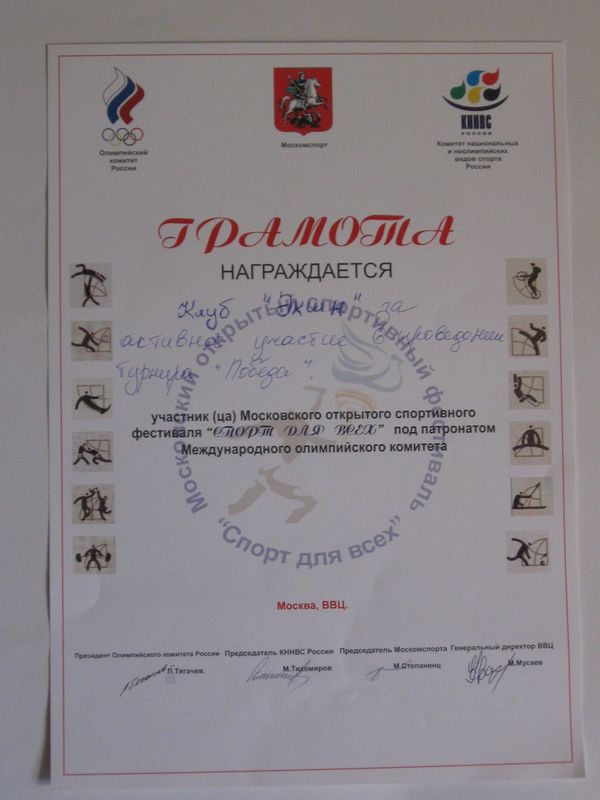 Олимпийский
комитет
России
Москомспорт
КННВС
РОССИИ
Комитет национальных
и неолимпийских
видов спорта
России
ГРАМОТА
НАГРАЖДАЕТСЯ
Клуб "Экин" за
активное участие в проведении
турнира "Победа".
участник (ца) Московского открытого спортивного
фестиваля "СПОРТ ДЛЯ ВСЕХ" под патронатом
Международного олимпийского комитета
Московский открытый спортивный фестиваль
"Спорт для всех"
Москва, ВВЦ.
Президент Олимпийского комитета России Председатель КННВС России Председатель Москомспорта Генеральный директор ВВЦ
Л.Тягачев. М.Тихомиров М.Степанянц М.Мусаев